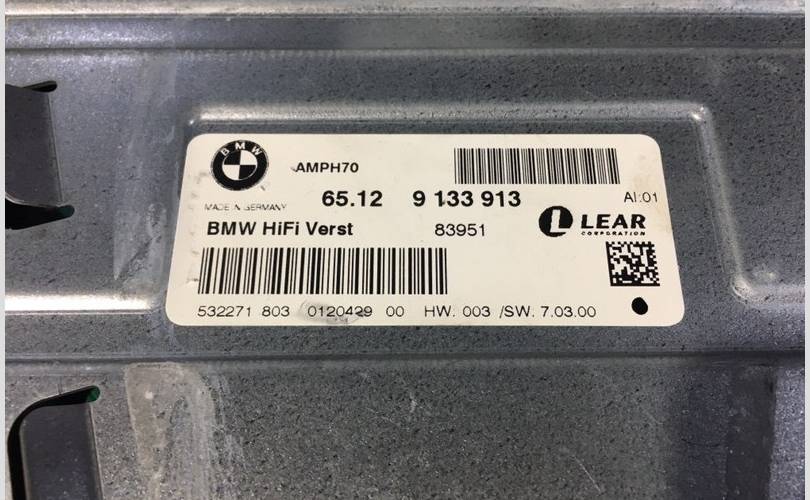 BMW
AMPH70
65.12 9 133 913
AI:01
MADE IN GERMANY
BMW HiFi Verst
83951
LEAR
CORPORATION
532271 803 0120429 00 HW. 003 /SW. 7.03.00